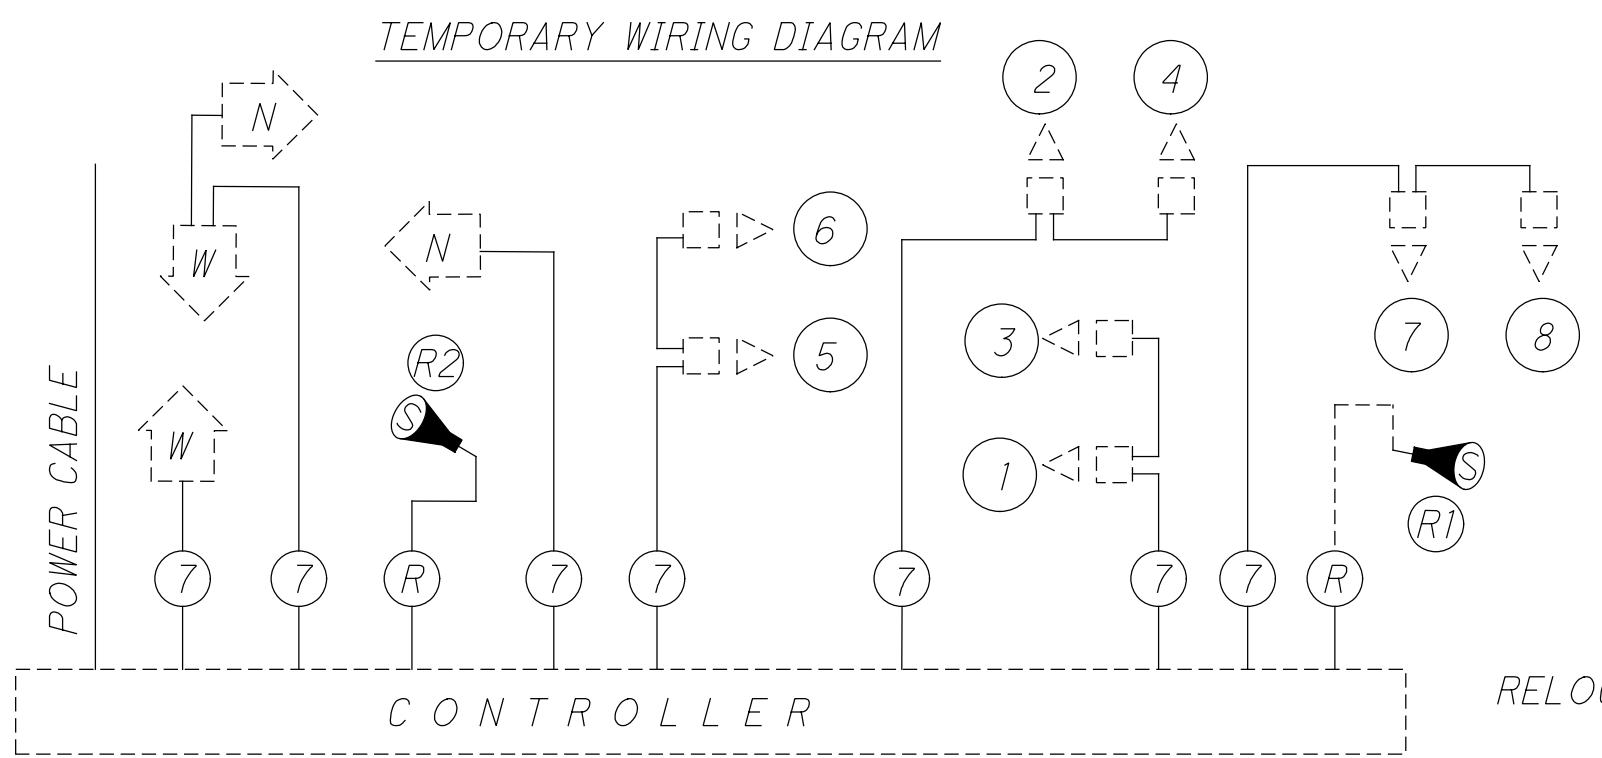 TEMPORARY WIRING DIAGRAM
2
4
N
W
N
6
5
3
7
8
R2
S
W
1
S
R1
POWER CABLE
7
7
R
7
7
7
7
7
R
CONTROLLER